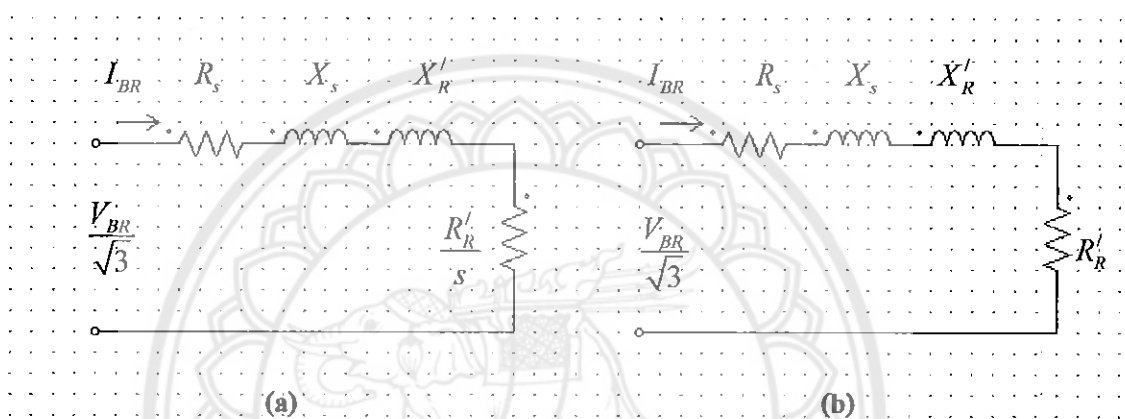 I_BR R_s X_s X'_R
V_BR/√3
R'_R/s
(a)
I_BR R_s X_s X'_R
V_BR/√3
R'_R
(b)